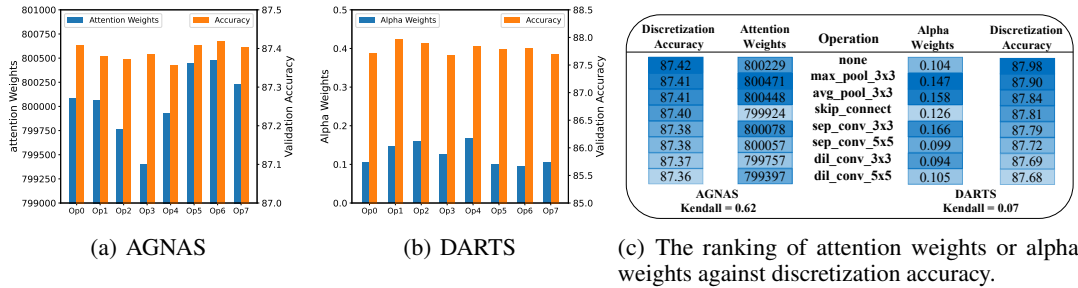 Attention Weights
Accuracy
attention Weights
801000
800750
800500
800250
800000
799750
799500
799250
799000
Op0 Op1 Op2 Op3 Op4 Op5 Op6 Op7
87.5
87.4
87.3
87.2
87.1
87.0
Validation Accuracy
(a) AGNAS
Alpha Weights
Accuracy
Alpha Weights
0.5
0.4
0.3
0.2
0.1
0.0
Op0 Op1 Op2 Op3 Op4 Op5 Op6 Op7
88.5
88.0
87.5
87.0
86.5
86.0
85.5
85.0
Validation Accuracy
(b) DARTS
Discretization Accuracy Attention Weights Operation Alpha Weights Discretization Accuracy
87.42 800229 none 0.104 87.98
87.41 800471 max_pool_3x3 0.147 87.90
87.41 800448 avg_pool_3x3 0.158 87.84
87.40 799924 skip_connect 0.126 87.81
87.38 800078 sep_conv_3x3 0.166 87.79
87.38 800057 sep_conv_5x5 0.099 87.72
87.37 799757 dil_conv_3x3 0.094 87.69
87.36 799397 dil_conv_5x5 0.105 87.68
AGNAS DARTS
Kendall = 0.62 Kendall = 0.07
(c) The ranking of attention weights or alpha
weights against discretization accuracy.